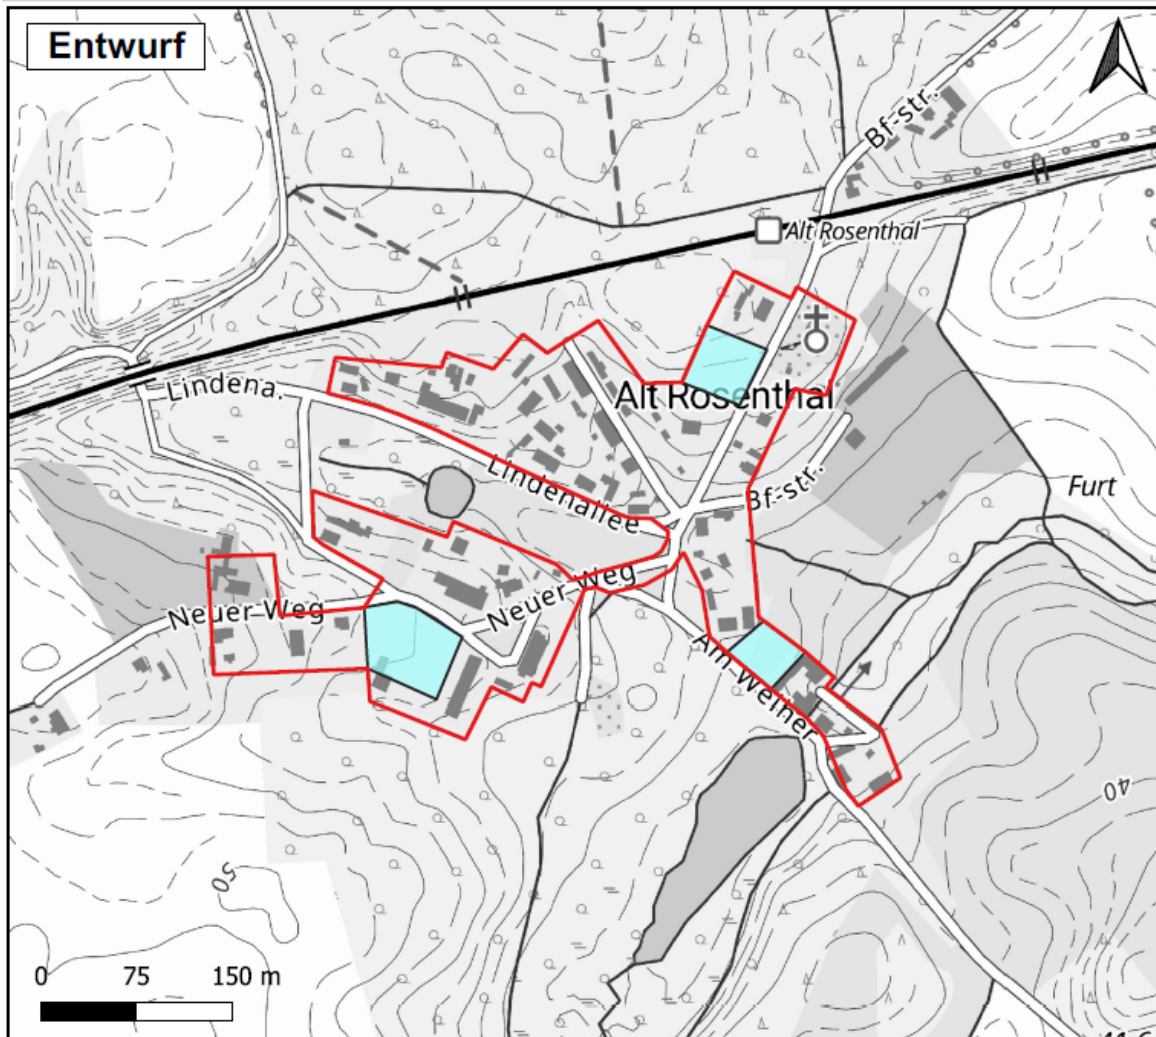 Entwurf
Bf-str.
Alt Rosenthal
Lindena.
Alt Rosenthal
Lindenallee
Bf-str.
Furt
Neuer Weg
Neuer Weg
Am Weiher
40
50
0 75 150 m